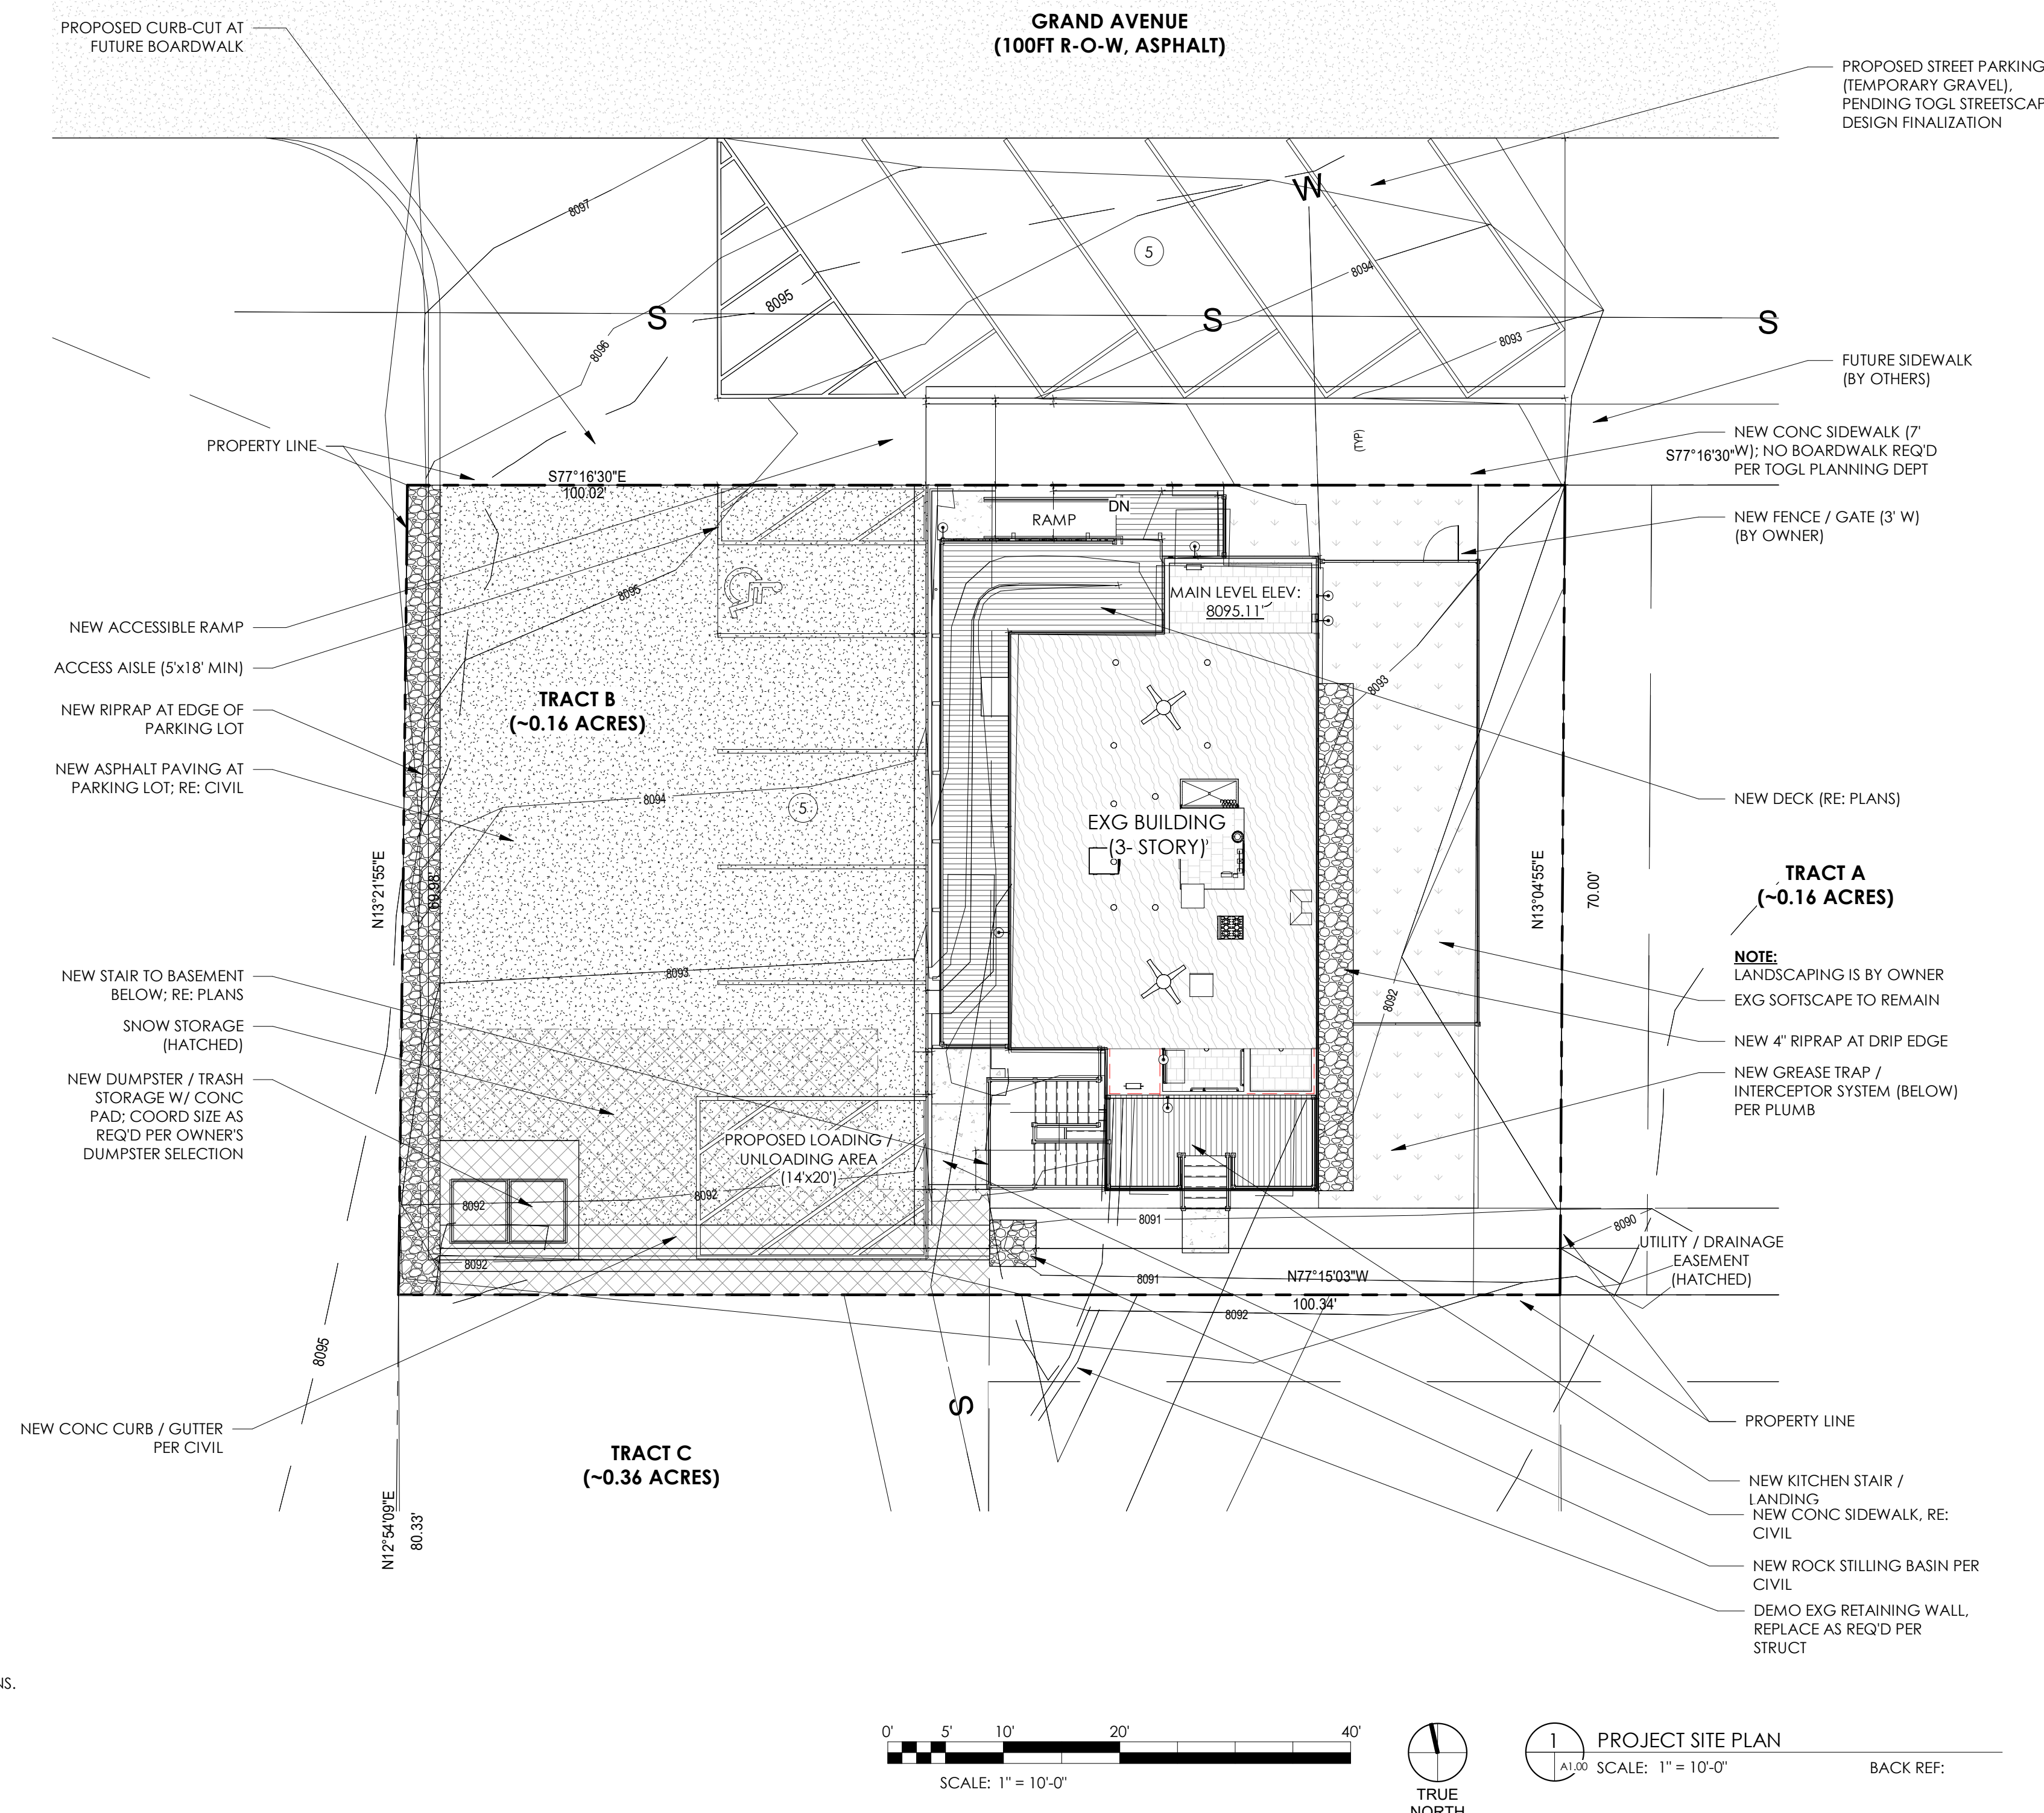 GRAND AVENUE
(100FT R-O-W, ASPHALT)
PROPOSED CURB-CUT AT
FUTURE BOARDWALK
PROPOSED STREET PARKING
(TEMPORARY GRAVEL),
PENDING TOGL
DESIGN FINALIZATION
8097
W
5
8094
8095
S
S
S
8096
8093
FUTURE SIDEWALK
(BY OTHERS)
PROPERTY LINE
(TYP)
NEW CONC SIDEWALK (7'
W); NO BOARDWALK REQ'D
PER TOGL PLANNING DEPT
S77°16'30"
S77°16'30"E
100.02'
RAMP
DN
NEW FENCE / GATE (3' W)
(BY OWNER)
MAIN LEVEL ELEV:
8095.11'
8095
NEW ACCESSIBLE RAMP
ACCESS AISLE (5'x18' MIN)
NEW RIPRAP AT EDGE OF
PARKING LOT
NEW ASPHALT PAVING AT
PARKING LOT; RE: CIVIL
TRACT B
(~0.16 ACRES)
8093
8094
5
NEW DECK (RE: PLANS)
EXG BUILDING
(3- STORY)
N13°21'55"E
69.98'
N13°04'55"E
70.00'
TRACT A
(~0.16 ACRES)
NOTE:
LANDSCAPING IS BY OWNER
EXG SOFTSCAPE TO REMAIN
8093
8092
NEW STAIR TO BASEMENT
BELOW; RE: PLANS
SNOW STORAGE
(HATCHED)
NEW 4" RIPRAP AT DRIP EDGE
NEW GREASE TRAP /
INTERCEPTOR SYSTEM (BELOW)
PER PLUMB
NEW DUMPSTER / TRASH
STORAGE W/ CONC
PAD; COORD SIZE AS
REQ'D PER OWNER'S
DUMPSTER SELECTION
PROPOSED LOADING /
UNLOADING AREA
(14'x20')
8092
8092
8091
8090
UTILITY / DRAINAGE
EASEMENT
(HATCHED)
8092
8091
N77°15'03"W
100.34'
8092
8095
S
NEW CONC CURB / GUTTER
PER CIVIL
PROPERTY LINE
TRACT C
(~0.36 ACRES)
N12°54'09"E
80.33'
NEW KITCHEN STAIR /
LANDING
NEW CONC SIDEWALK, RE:
CIVIL
NEW ROCK STILLING BASIN PER
CIVIL
DEMO EXG RETAINING WALL,
REPLACE AS REQ'D PER
STRUCT
0' 5' 10' 20' 40'
SCALE: 1" = 10'-0"
TRUE
NORTH
1
A1.00
PROJECT SITE PLAN
SCALE: 1" = 10'-0"
BACK REF: